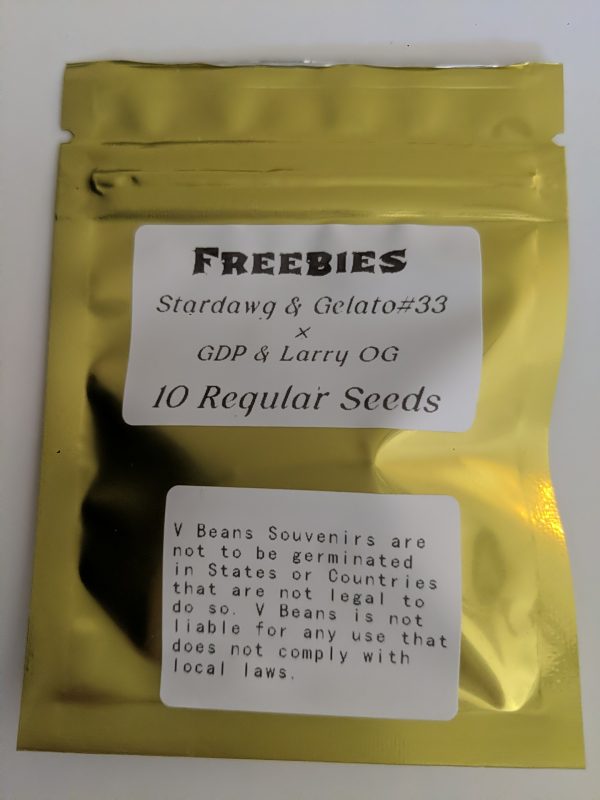 FREEBIES
Stardawg & Gelato#33
x
GDP & Larry OG
10 Regular Seeds
V Beans Souvenirs are
not to be germinated
in States or Countries
that are not legal to
do so. V Beans is not
liable for any use that
does not comply with
local laws.